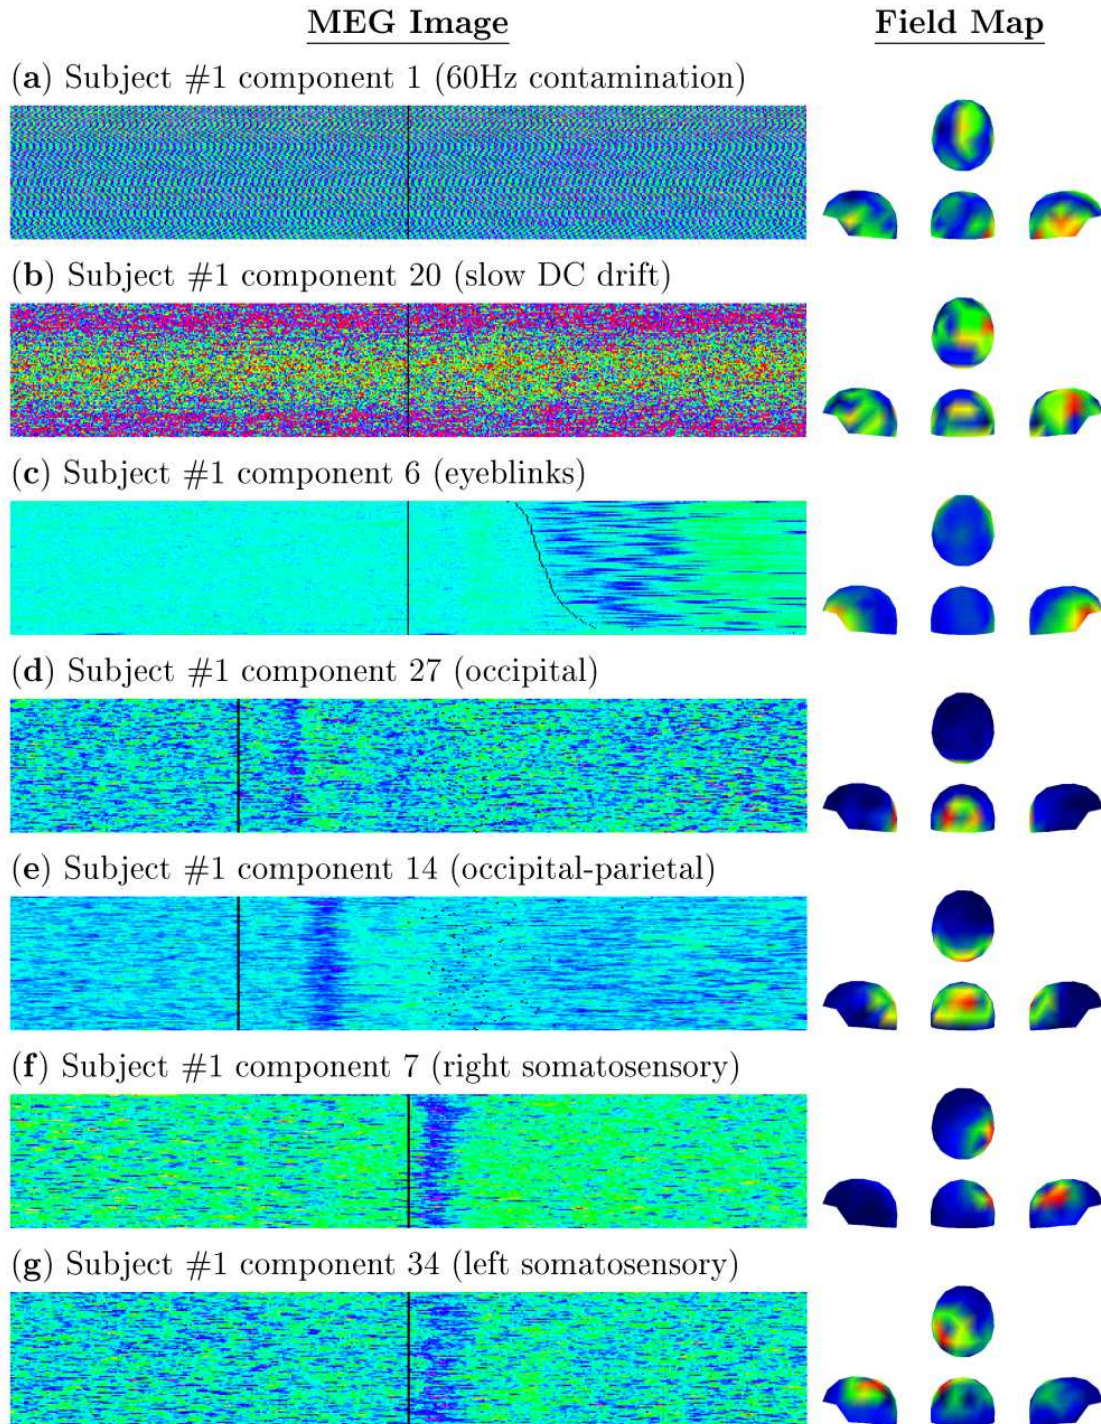 MEG Image Field Map
(a) Subject #1 component 1 (60Hz contamination)
(b) Subject #1 component 20 (slow DC drift)
(c) Subject #1 component 6 (eyeblinks)
(d) Subject #1 component 27 (occipital)
(e) Subject #1 component 14 (occipital-parietal)
(f) Subject #1 component 7 (right somatosensory)
(g) Subject #1 component 34 (left somatosensory)